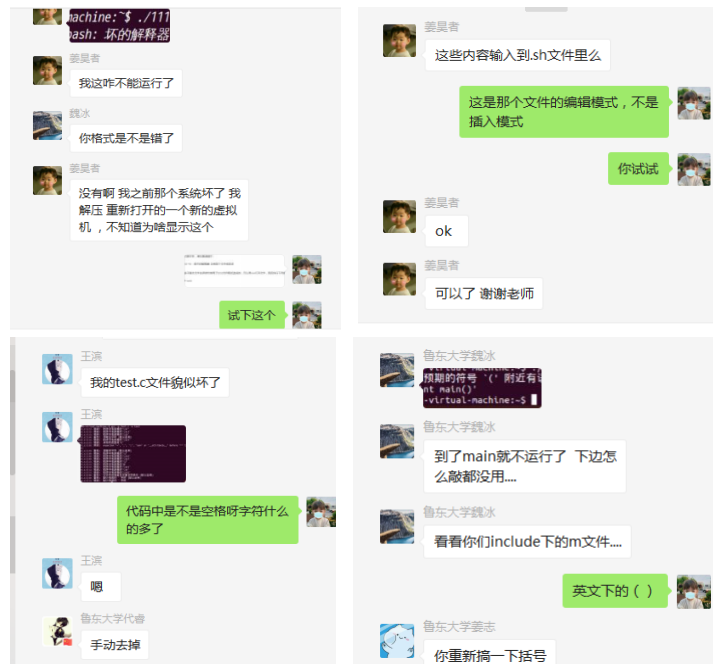 machine:~$ ./111
bash: 坏的解释器
姜昊者
我这咋不能运行了
魏冰
你格式是不是错了
姜昊者
没有啊 我之前那个系统坏了 我
解压 重新打开的一个新的虚拟
机 ，不知道为啥显示这个
试下这个
姜昊者
这些内容输入到.sh文件里么
这是那个文件的编辑模式，不是
插入模式
你试试
姜昊者
ok
姜昊者
可以了 谢谢老师
王滨
我的test.c文件貌似坏了
王滨
代码中是不是空格呀字符什么
的多了
王滨
嗯
鲁东大学代睿
手动去掉
鲁东大学魏冰
-virtual-machine:~$
预期的符号 `(' 附近有
nt main()'
-virtual-machine:~$
鲁东大学魏冰
到了main就不运行了 下边怎
么敲都没用....
鲁东大学魏冰
看看你们include下的m文件....
英文下的（ ）
鲁东大学姜志
你重新搞一下括号